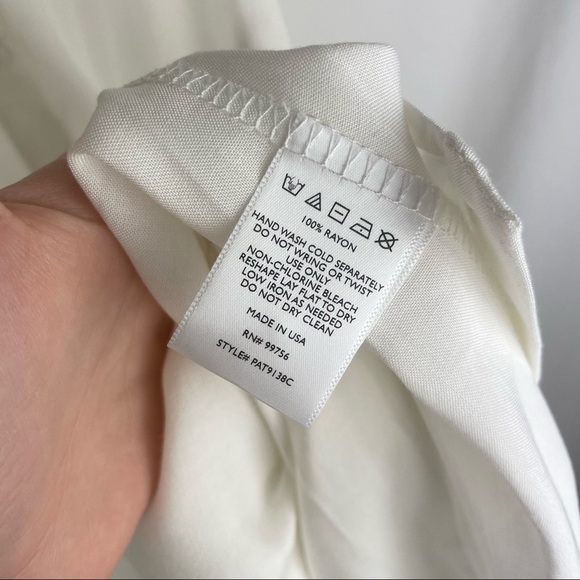 100% RAYON
HAND WASH COLD SEPARATELY
DO NOT WRING OR TWIST
USE ONLY
NON-CHLORINE BLEACH
RESHAPE LAY FLAT TO DRY
LOW IRON AS NEEDED
DO NOT DRY CLEAN
MADE IN USA
RN# 99756
STYLE# PAT9138C